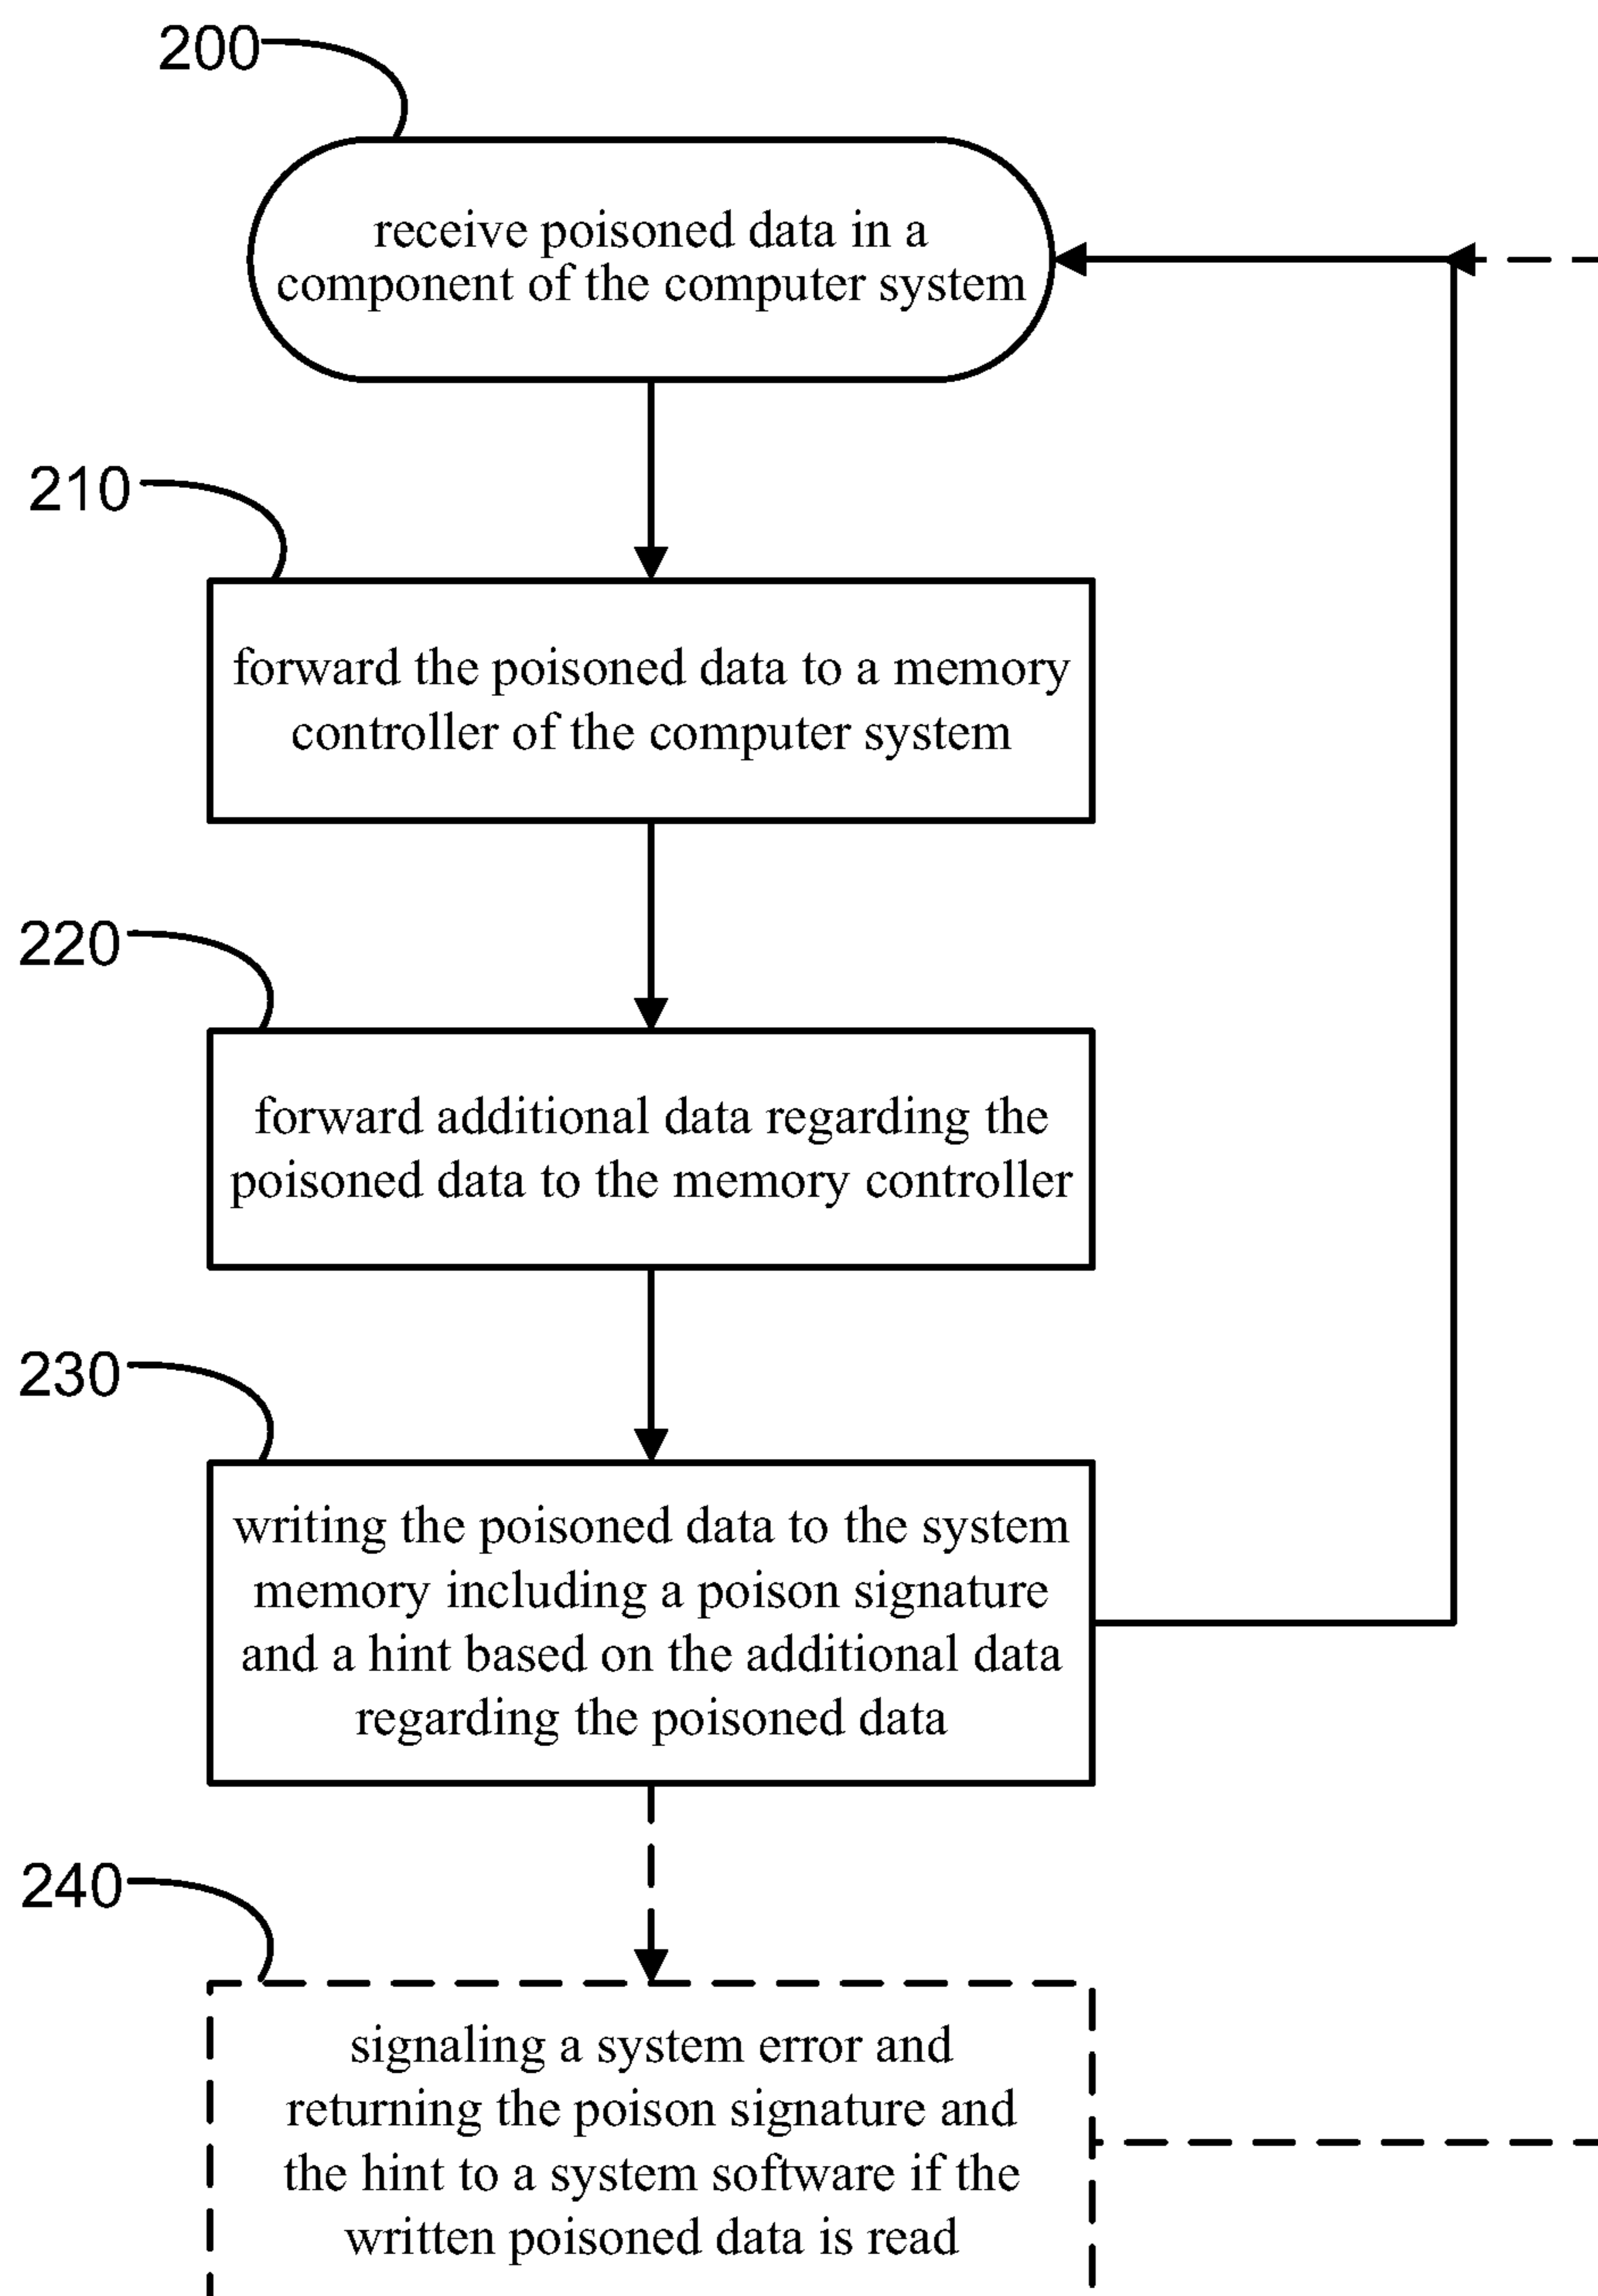 200
receive poisoned data in a
component of the computer system
210
forward the poisoned data to a memory
controller of the computer system
220
forward additional data regarding the
poisoned data to the memory controller
230
writing the poisoned data to the system
memory including a poison signature
and a hint based on the additional data
regarding the poisoned data
240
signaling a system error and
returning the poison signature and
the hint to a system software if the
written poisoned data is read